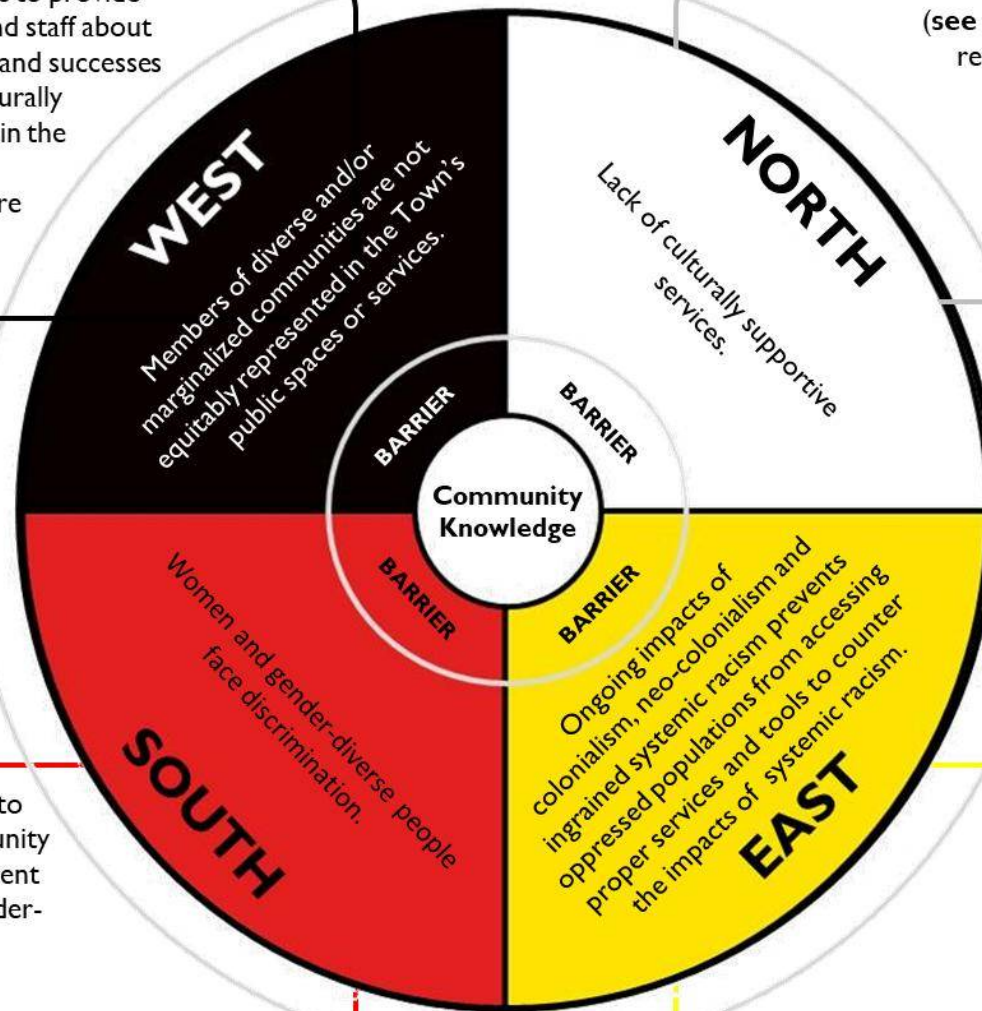 to provide
nd staff about
and successes
urally
in the
re
(see
re
WEST
Members of diverse and/or
marginalized communities are not
equitably represented in the Town's
public spaces or services.
BARRIER
NORTH
Lack of culturally supportive
services.
BARRIER
Community
Knowledge
BARRIER
Women and gender-diverse people
face discrimination.
SOUTH
BARRIER
Ongoing impacts of
colonialism, neo-colonialism and
ingrained systemic racism prevents
oppressed populations from accessing
proper services and tools to counter
the impacts of systemic racism.
EAST
to
unity
ent
der-